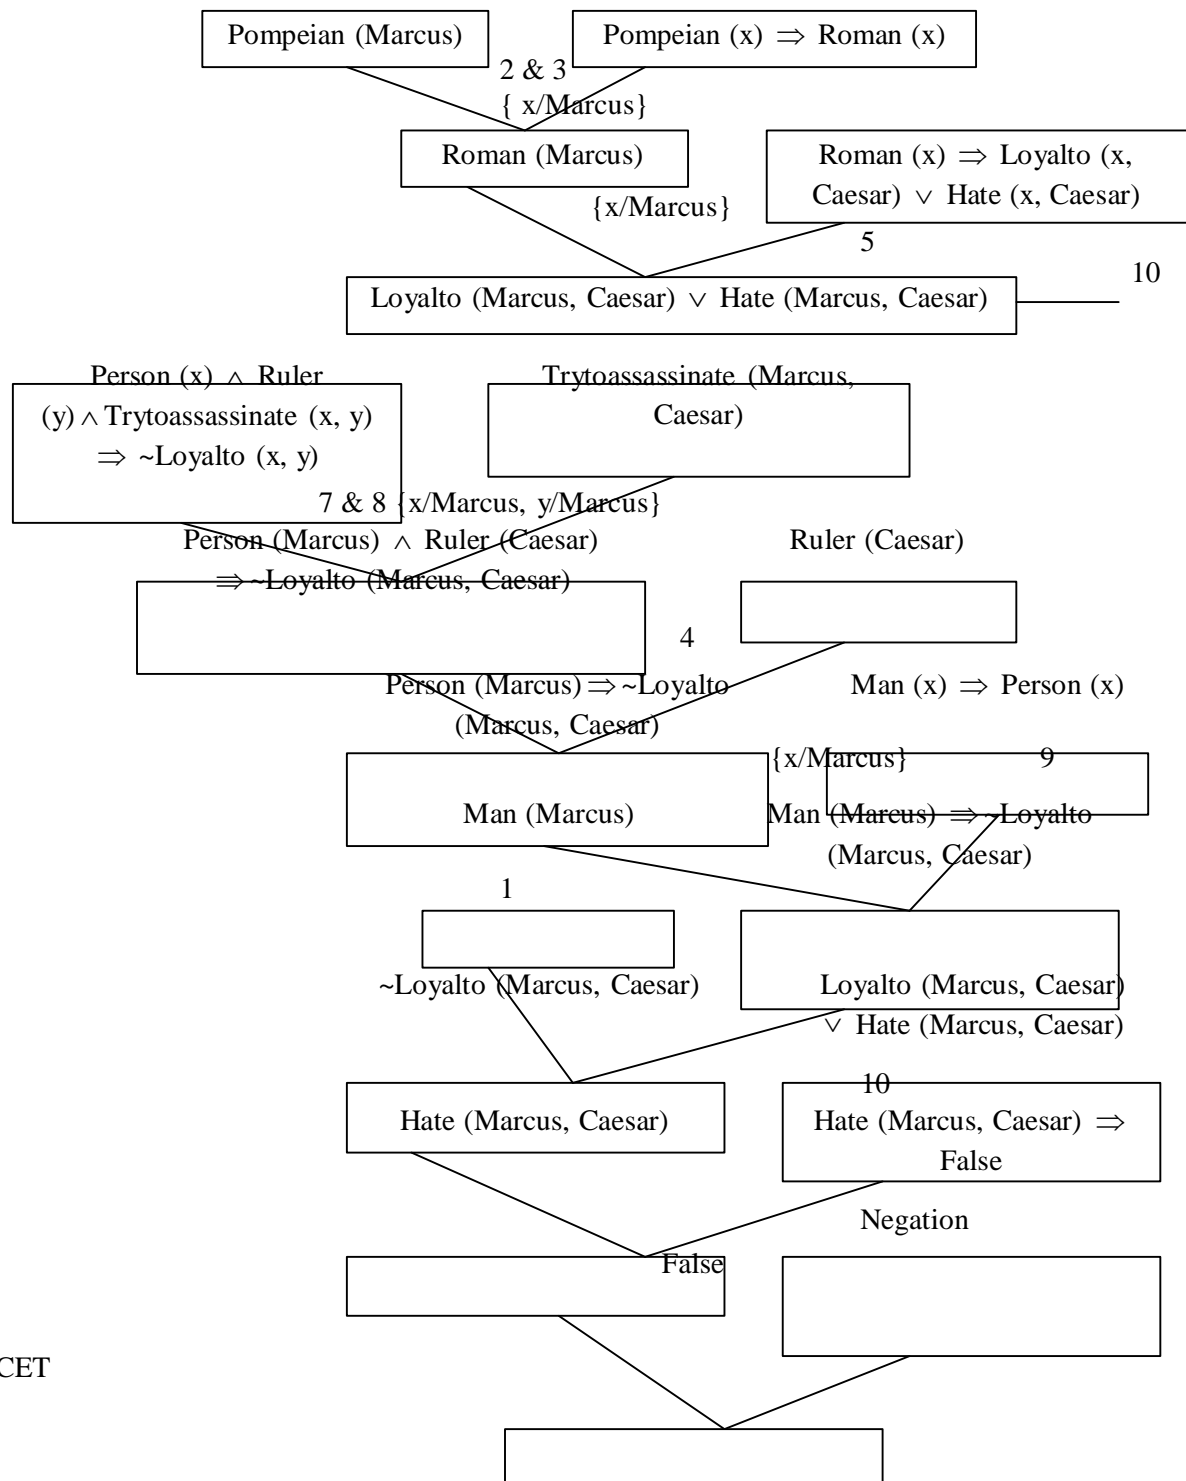 Pompeian (Marcus)
Pompeian (x) ⇒ Roman (x)
2 & 3
{ x/Marcus}
Roman (Marcus)
Roman (x) ⇒ Loyalto (x,
Caesar) ∨ Hate (x, Caesar)
{x/Marcus}
5
10
Loyalto (Marcus, Caesar) ∨ Hate (Marcus, Caesar)
Person (x) ∧ Ruler
(y) ∧ Trytoassassinate (x, y)
⇒ ~Loyalto (x, y)
Trytoassassinate (Marcus,
Caesar)
7 & 8 {x/Marcus, y/Marcus}
Person (Marcus) ∧ Ruler (Caesar)
⇒ ~Loyalto (Marcus, Caesar)
Ruler (Caesar)
4
Person (Marcus) ⇒ ~Loyalto
(Marcus, Caesar)
Man (x) ⇒ Person (x)
{x/Marcus}
9
Man (Marcus)
Man (Marcus) ⇒ ~Loyalto
(Marcus, Caesar)
1
~Loyalto (Marcus, Caesar)
Loyalto (Marcus, Caesar)
∨ Hate (Marcus, Caesar)
10
Hate (Marcus, Caesar)
Hate (Marcus, Caesar) ⇒
False
Negation
False
CET